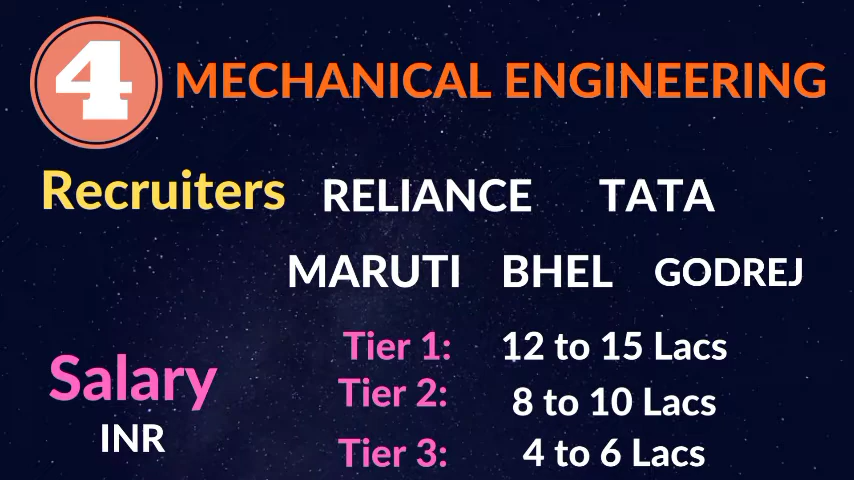 4 MECHANICAL ENGINEERING
Recruiters RELIANCE TATA
MARUTI BHEL GODREJ
Salary
INR
Tier 1: 12 to 15 Lacs
Tier 2: 8 to 10 Lacs
Tier 3: 4 to 6 Lacs